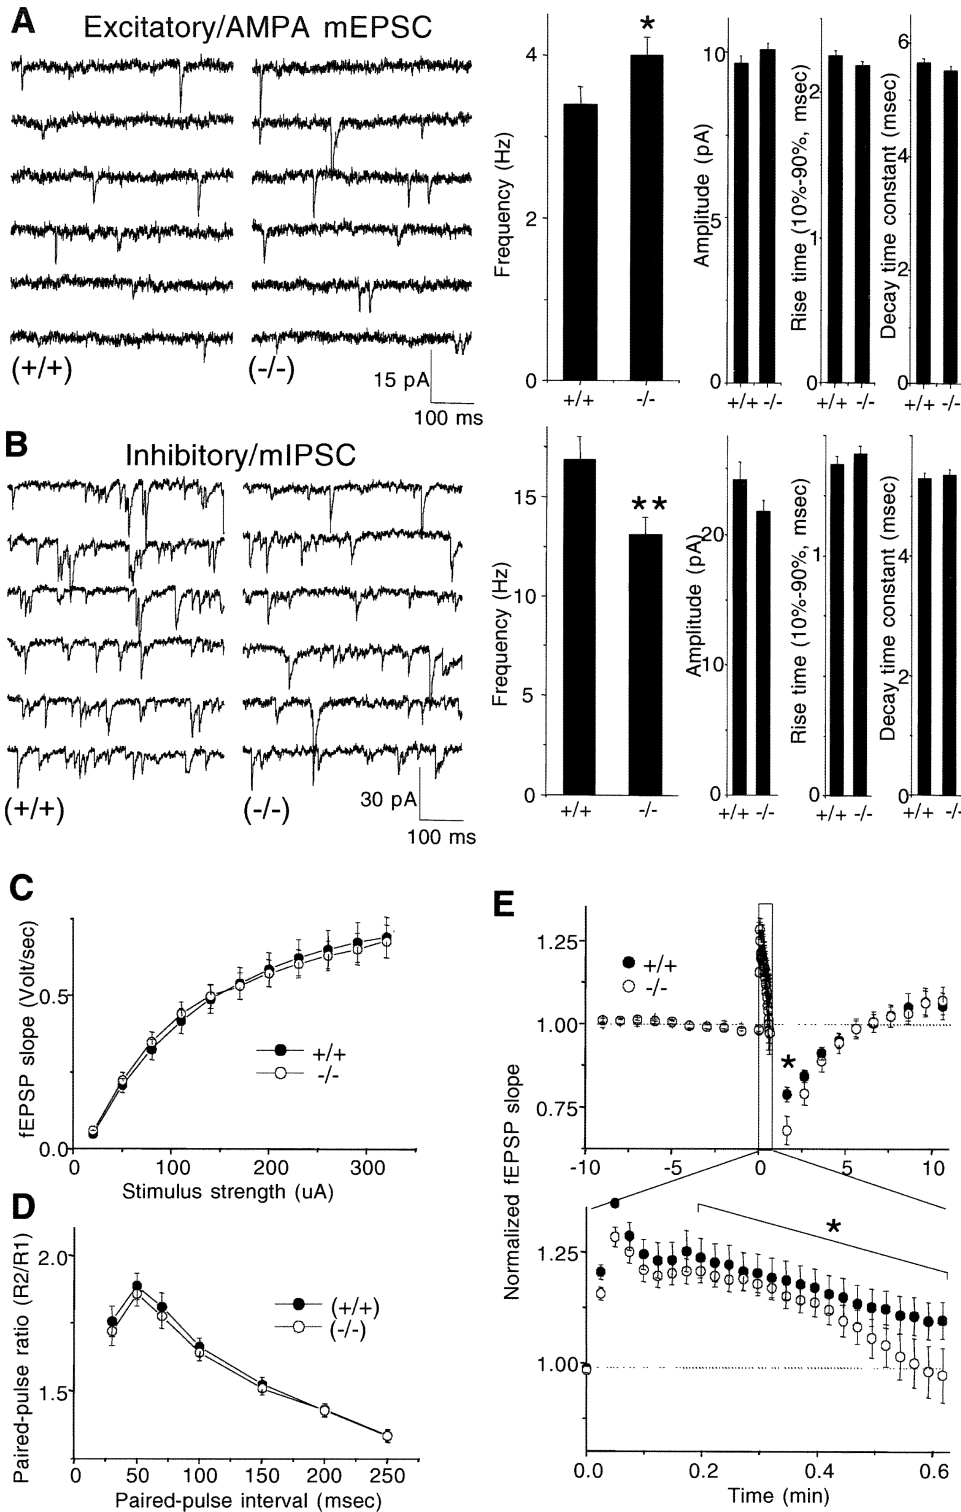 A
Excitatory/AMPA mEPSC
(+/+)
(-/-)
15 pA
100 ms
Frequency (Hz)
4
2
0
*
+/+
-/-
Amplitude (pA)
10
5
0
+/+ -/-
Rise time (10%-90%, msec)
2
1
0
+/+ -/-
Decay time constant (msec)
6
4
2
0
+/+ -/-
B
Inhibitory/mIPSC
(+/+)
(-/-)
30 pA
100 ms
Frequency (Hz)
15
10
5
0
**
+/+
-/-
Amplitude (pA)
20
10
0
+/+ -/-
Rise time (10%-90%, msec)
1
0
+/+ -/-
Decay time constant (msec)
4
2
0
+/+ -/-
C
fEPSP slope (Volt/sec)
0.5
0.0
+/+
-/-
0 100 200 300
Stimulus strength (uA)
D
Paired-pulse ratio (R2/R1)
2.0
1.5
(+/+)
(-/-)
0 50 100 150 200 250
Paired-pulse interval (msec)
E
Normalized fEPSP slope
1.25
1.00
0.75
+/+
-/-
*
-10 -5 0 5 10
*
1.25
1.00
0.0 0.2 0.4 0.6
Time (min)